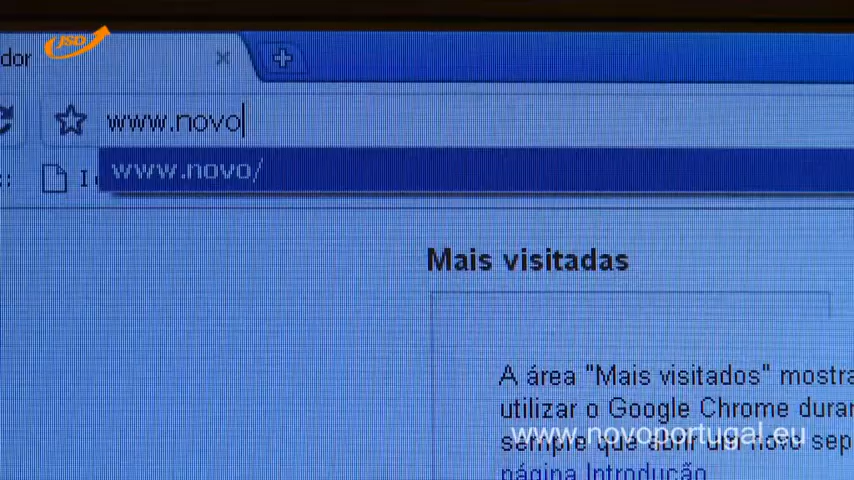 dor
JSD
www.novo
www.novo/
Mais visitadas
A área "Mais visitados" mostra
utilizar o Google Chrome duran
sempre que abrir um novo sep
www.novoportugal.eu
página Introdução